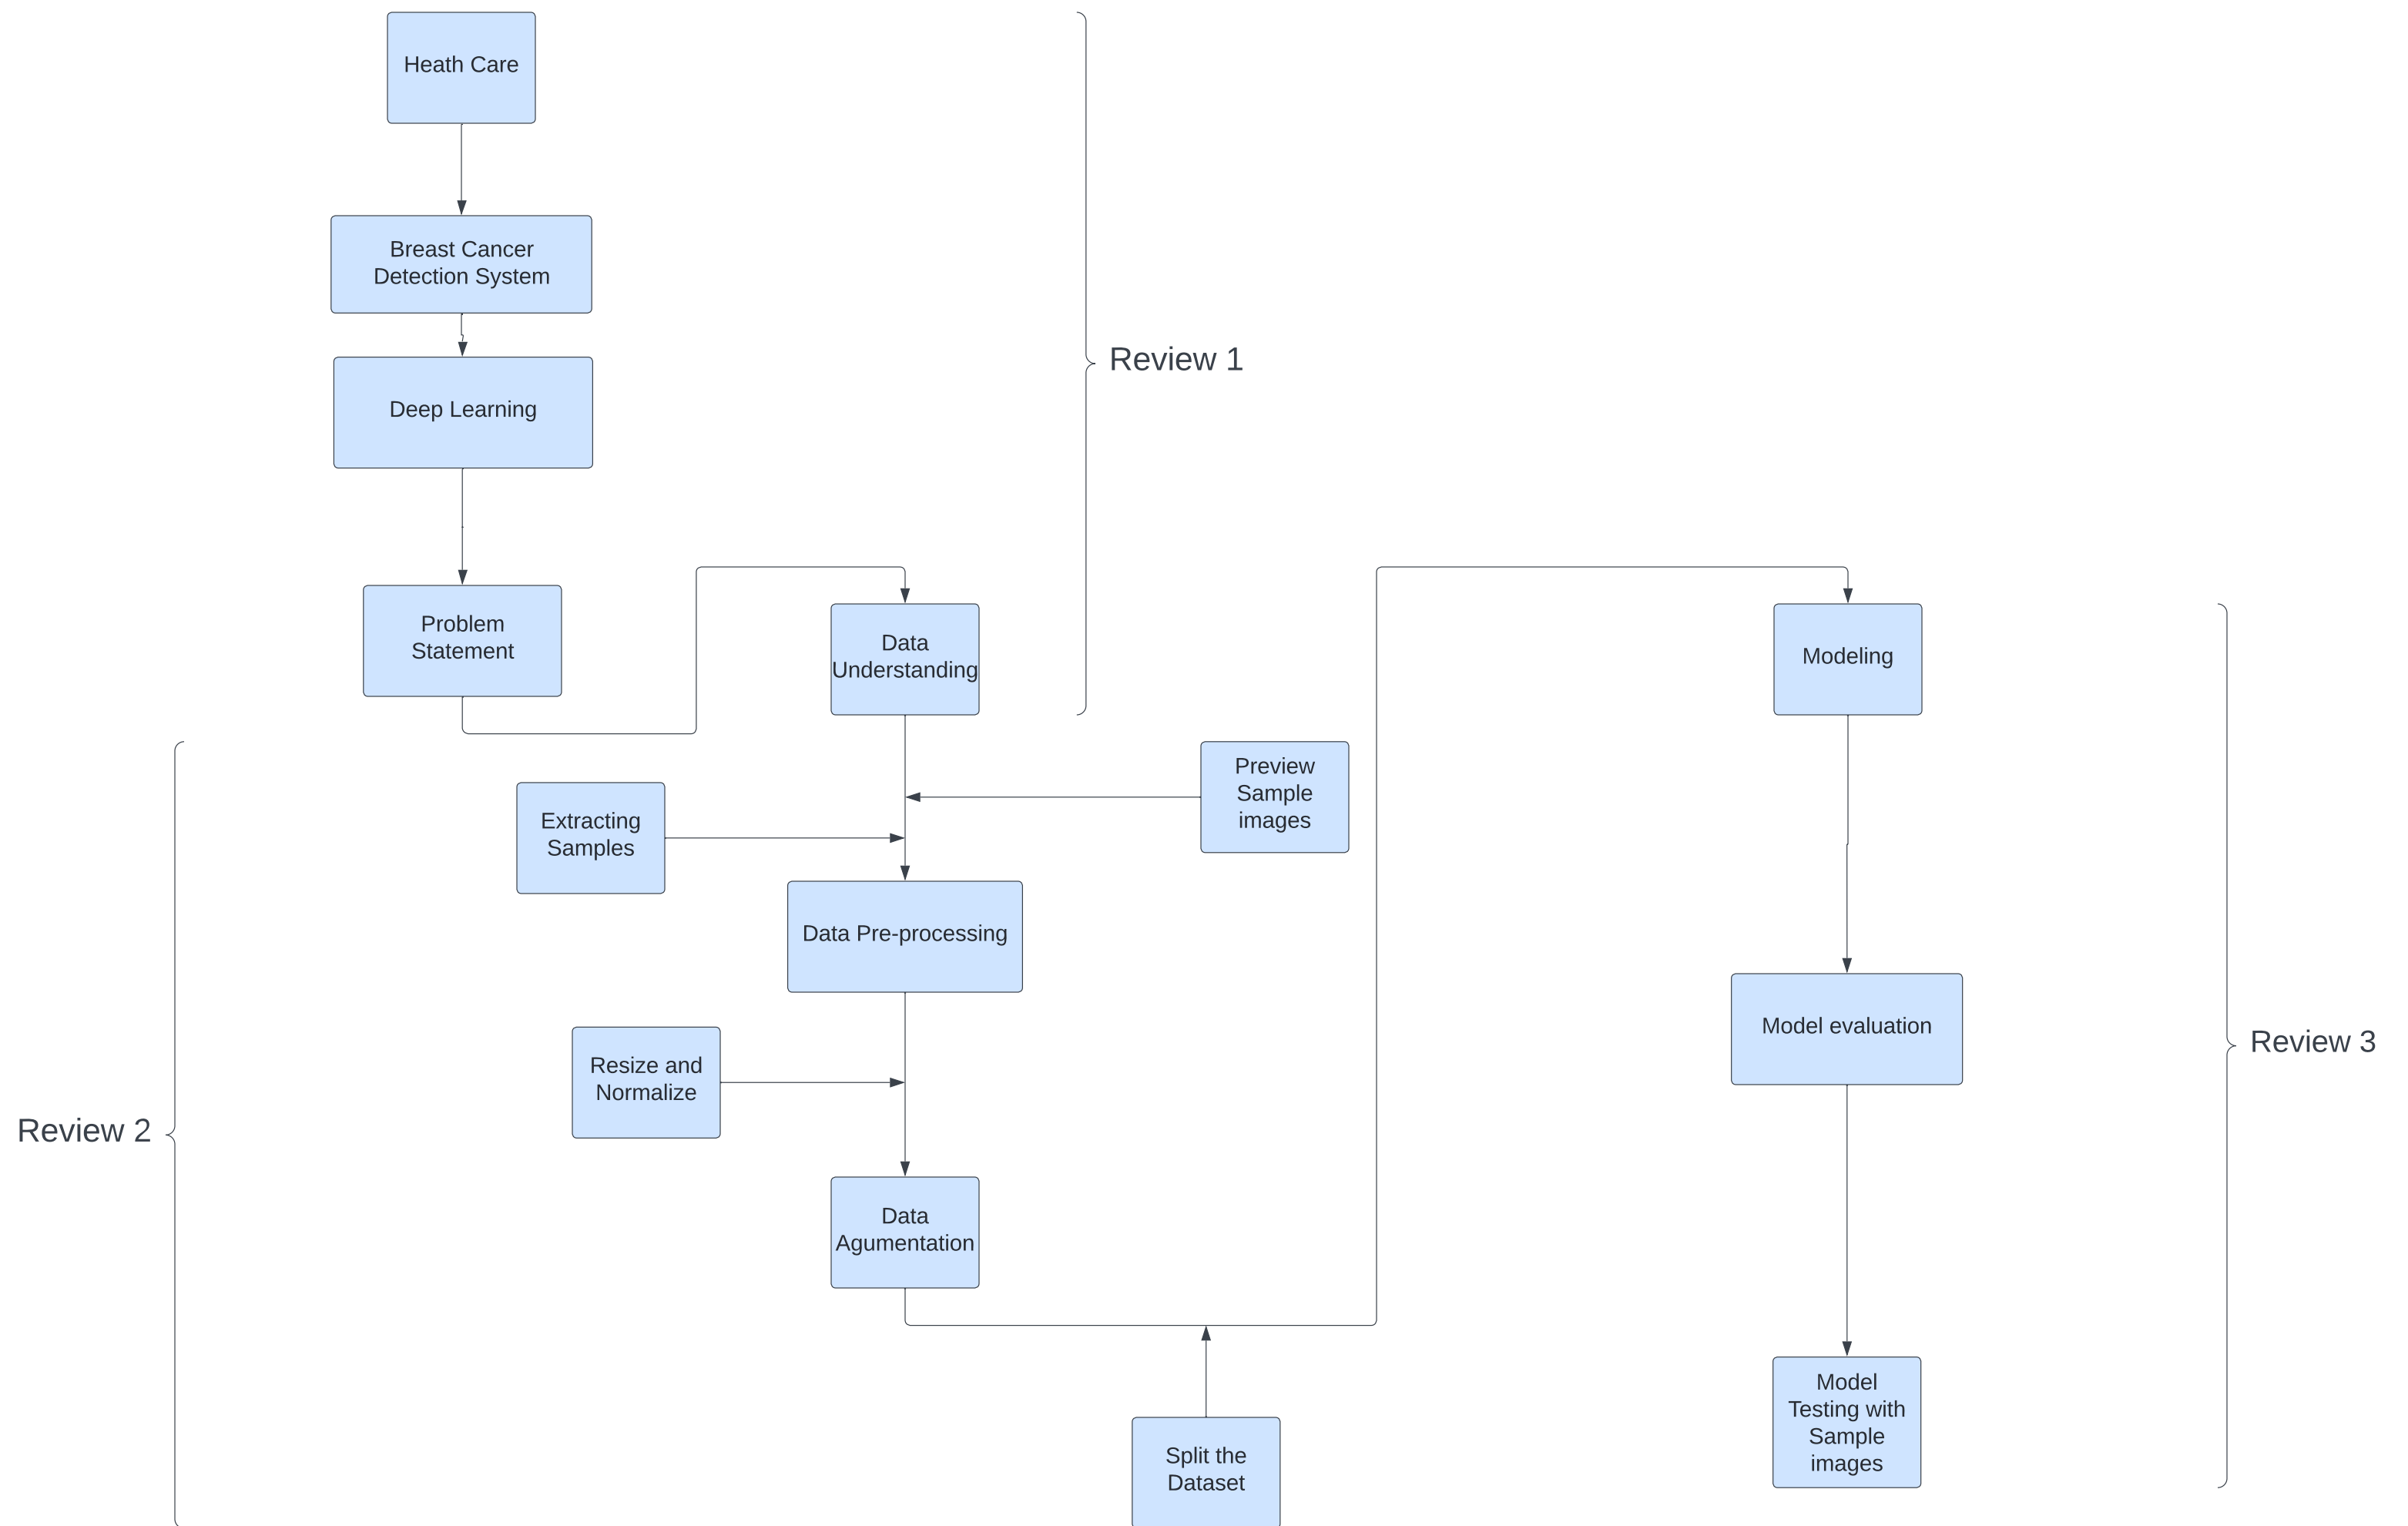 Heath Care
Breast Cancer
Detection System
Deep Learning
Review 1
Problem
Statement
Data
Understanding
Modeling
Preview
Sample
images
Extracting
Samples
Data Pre-processing
Model evaluation
Review 3
Resize and
Normalize
Review 2
Data
Agumentation
Model
Testing with
Sample
images
Split the
Dataset